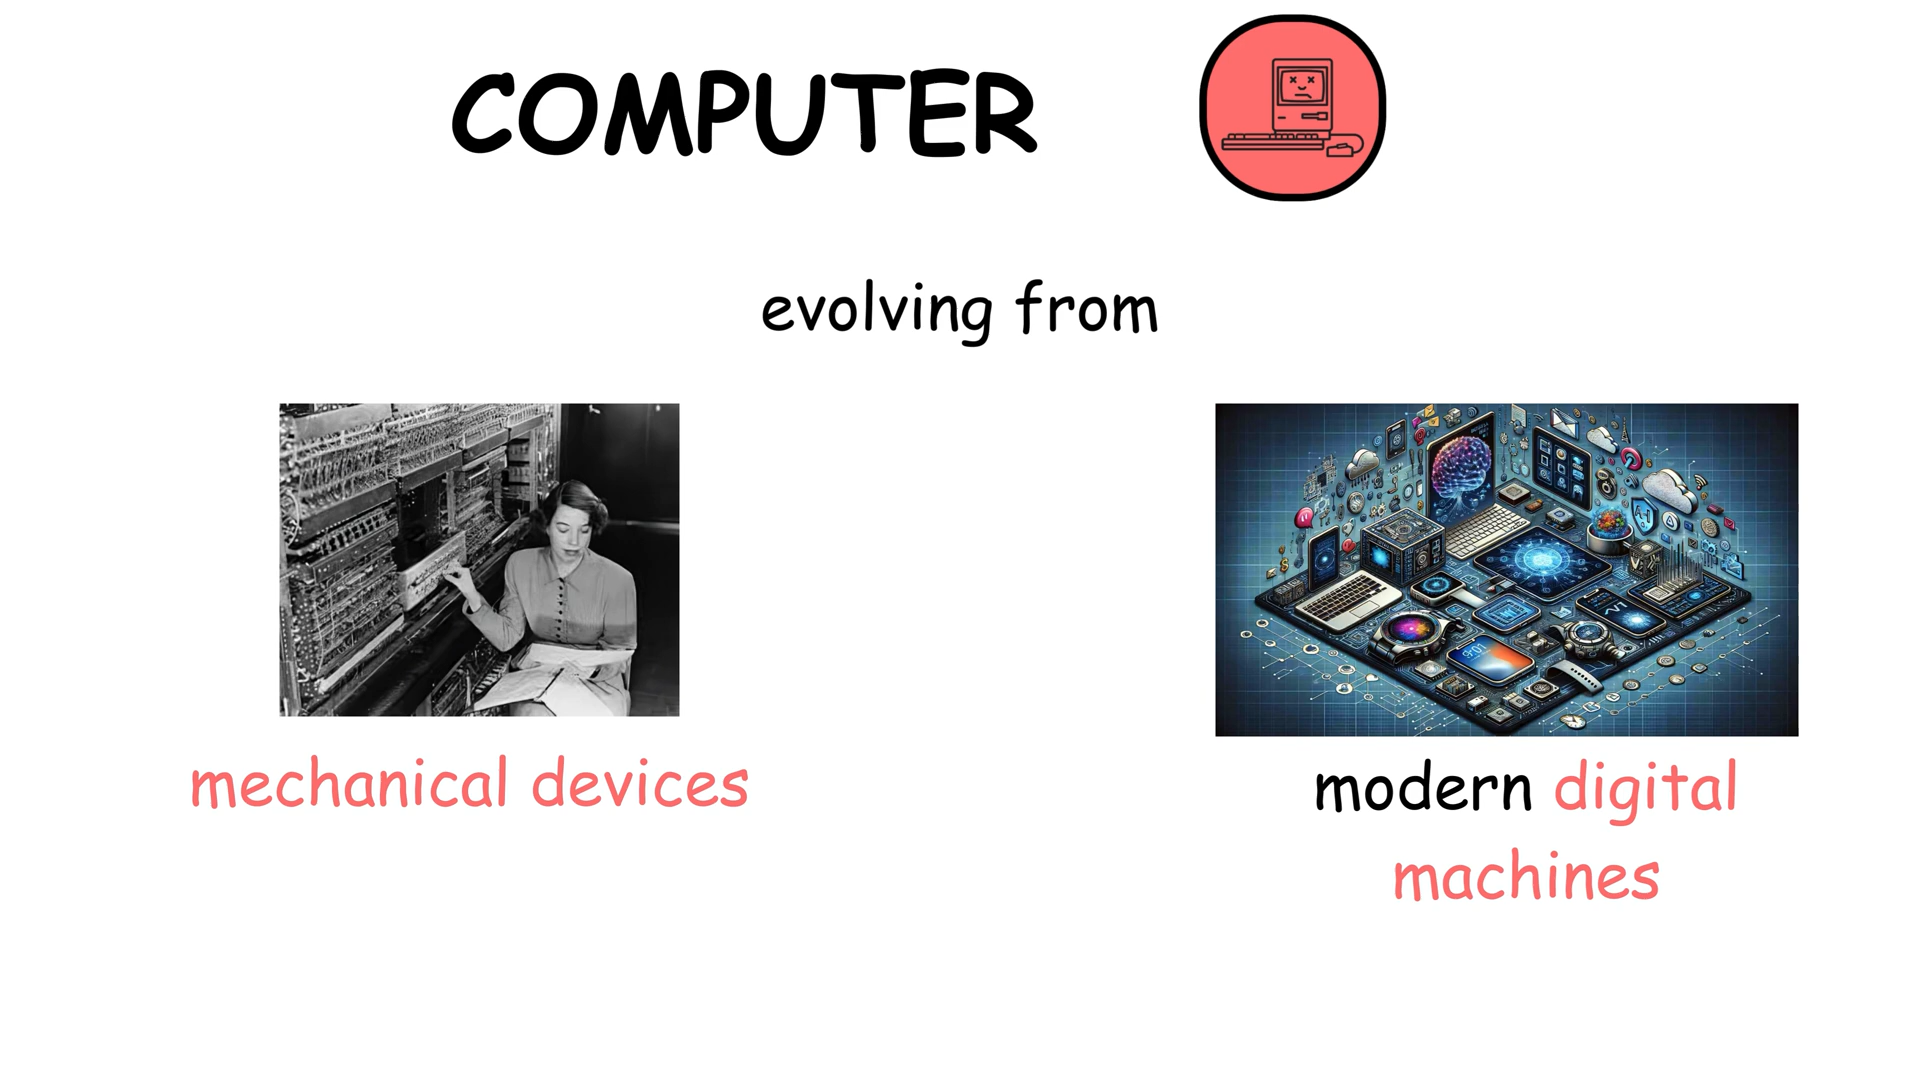 COMPUTER
evolving from
mechanical devices
modern digital
machines